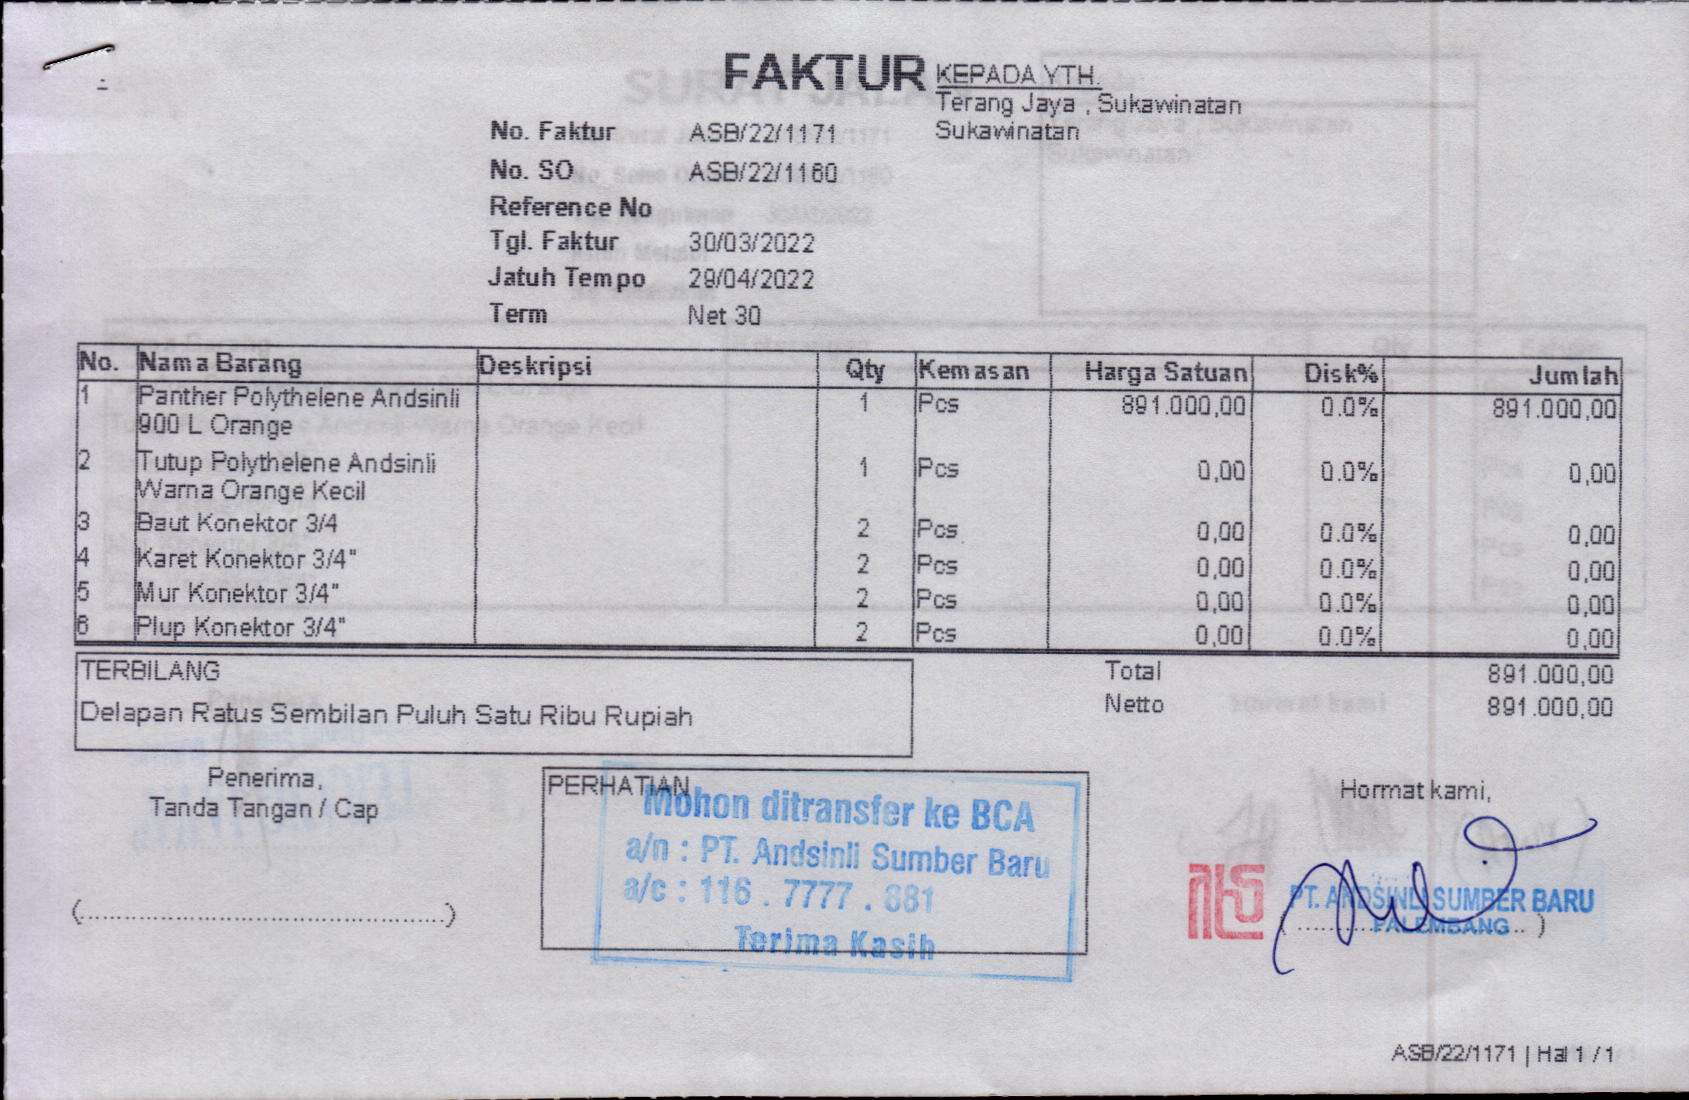 FAKTUR
KEPADA YTH.
Terang Jaya , Sukawinatan
Sukawinatan
No. Faktur ASB/22/1171
No. SO ASB/22/1160
Reference No
Tgl. Faktur 30/03/2022
Jatuh Tempo 29/04/2022
Term Net 30
No. Nama Barang Deskripsi Qty Kemasan Harga Satuan Disk% Jumlah
1 Panther Polythelene Andsinli 1 Pcs 891.000,00 0.0% 891.000,00
900 L Orange
2 Tutup Polythelene Andsinli 1 Pcs 0,00 0.0% 0,00
Warna Orange Kecil
3 Baut Konektor 3/4 2 Pcs 0,00 0.0% 0,00
4 Karet Konektor 3/4" 2 Pcs 0,00 0.0% 0,00
5 Mur Konektor 3/4" 2 Pcs 0,00 0.0% 0,00
6 Plup Konektor 3/4" 2 Pcs 0,00 0.0% 0,00
TERBILANG
Delapan Ratus Sembilan Puluh Satu Ribu Rupiah
Total 891.000,00
Netto 891.000,00
Penerima,
Tanda Tangan / Cap
(................................................)
PERHATIAN
Mohon ditransfer ke BCA
a/n : PT. Andsinli Sumber Baru
a/c : 116 . 7777 . 881
Terima Kasih
Hormat kami,
PT. ANDSINLI SUMBER BARU
PALEMBANG
ASB/22/1171 | Hal 1 / 1